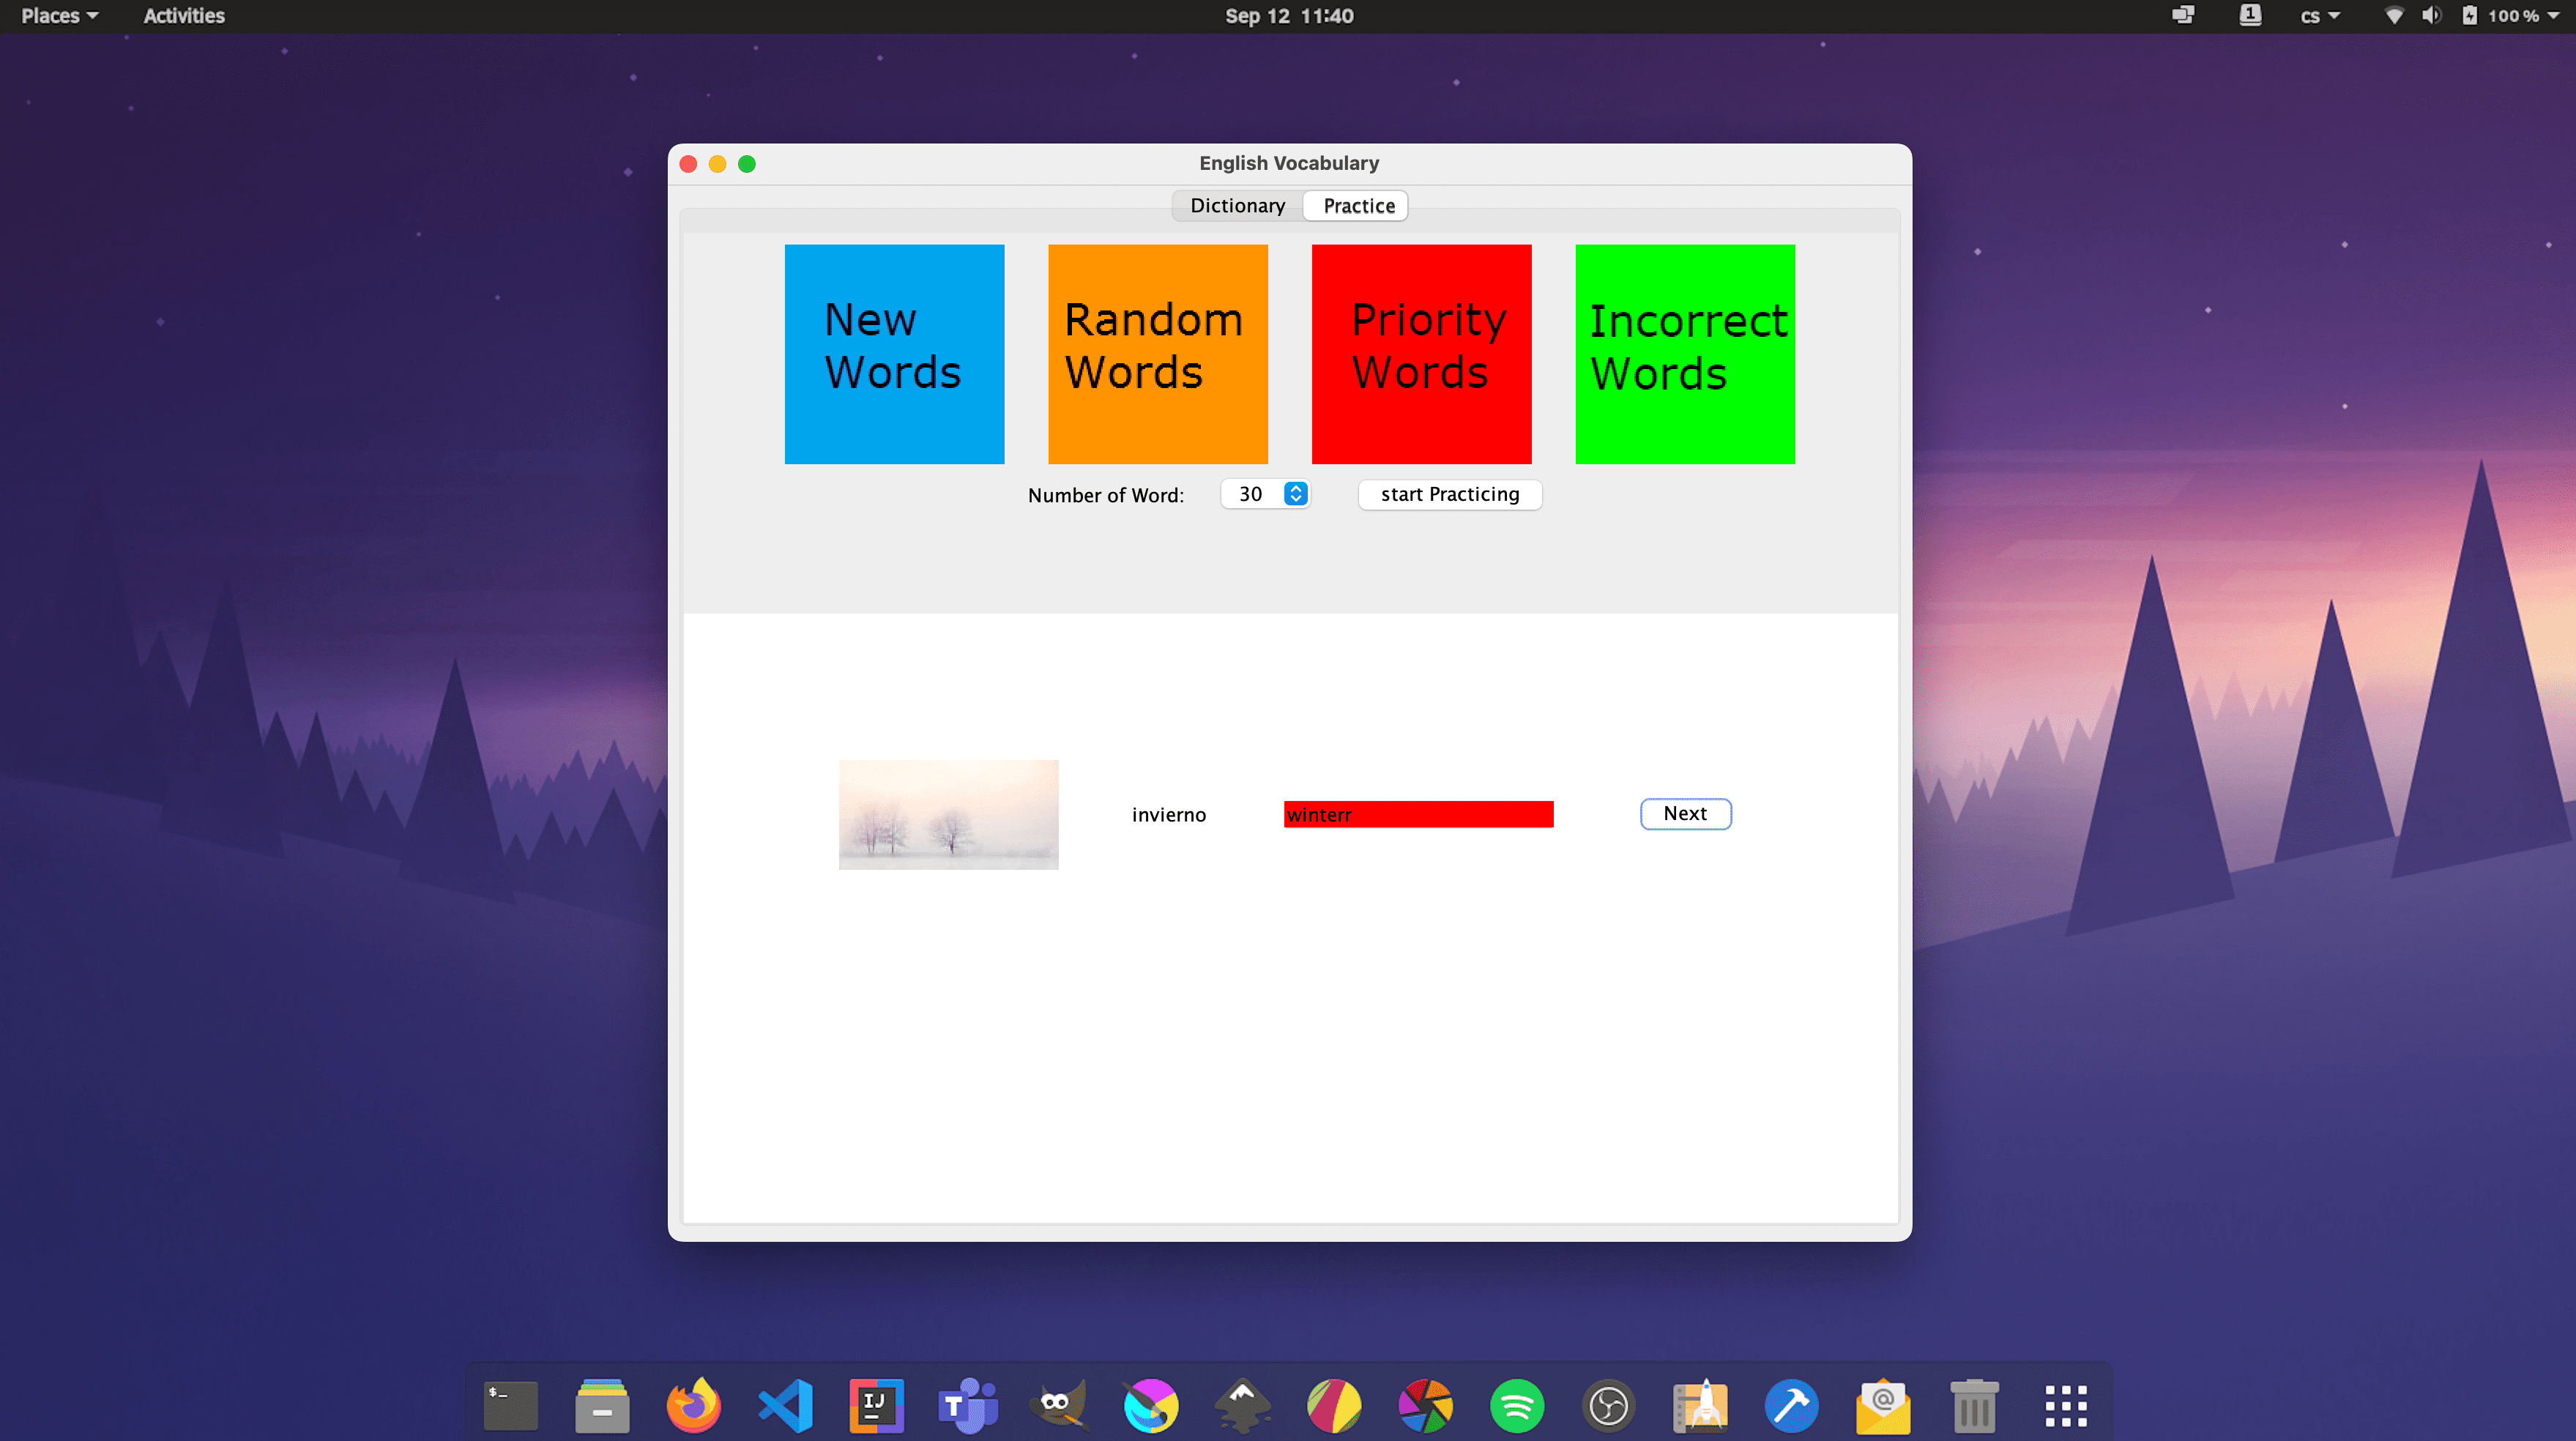 Places Activities Sep 12 11:40 1 cs 100 %
English Vocabulary
Dictionary Practice
New
Words
Random
Words
Priority
Words
Incorrect
Words
Number of Word: 30 start Practicing
invierno winterr Next
$_ IJ T @